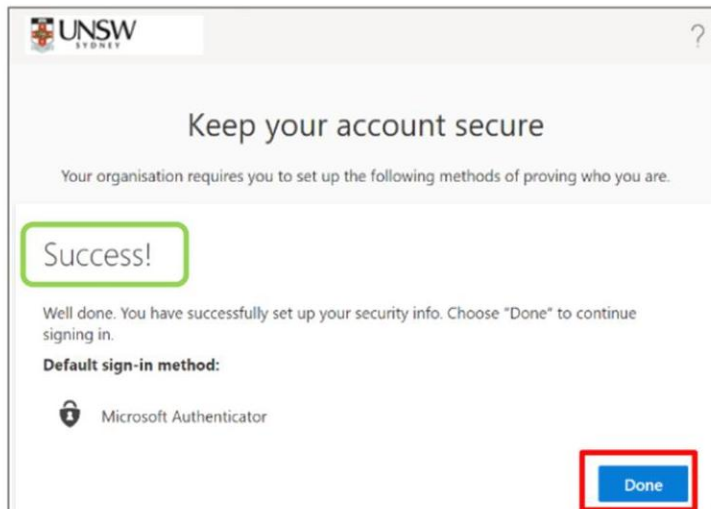 UNSW
SYDNEY
?
Keep your account secure
Your organisation requires you to set up the following methods of proving who you are.
Success!
Well done. You have successfully set up your security info. Choose "Done" to continue
signing in.
Default sign-in method:
Microsoft Authenticator
Done